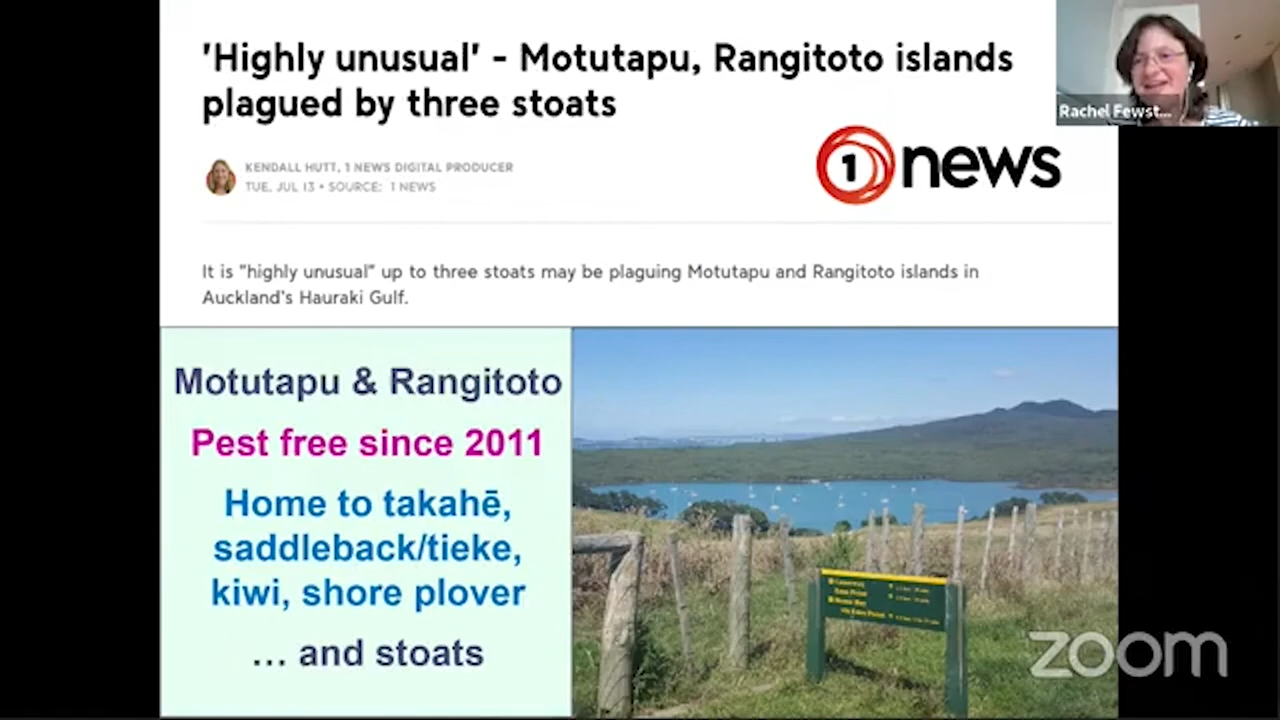 'Highly unusual' - Motutapu, Rangitoto islands
plagued by three stoats
Rachel Fewst...
KENDALL HUTT, 1 NEWS DIGITAL PRODUCER
TUE, JUL 13 • SOURCE: 1 NEWS
1 news
It is "highly unusual" up to three stoats may be plaguing Motutapu and Rangitoto islands in
Auckland's Hauraki Gulf.
Motutapu & Rangitoto
Pest free since 2011
Home to takahē,
saddleback/tieke,
kiwi, shore plover
... and stoats
zoom